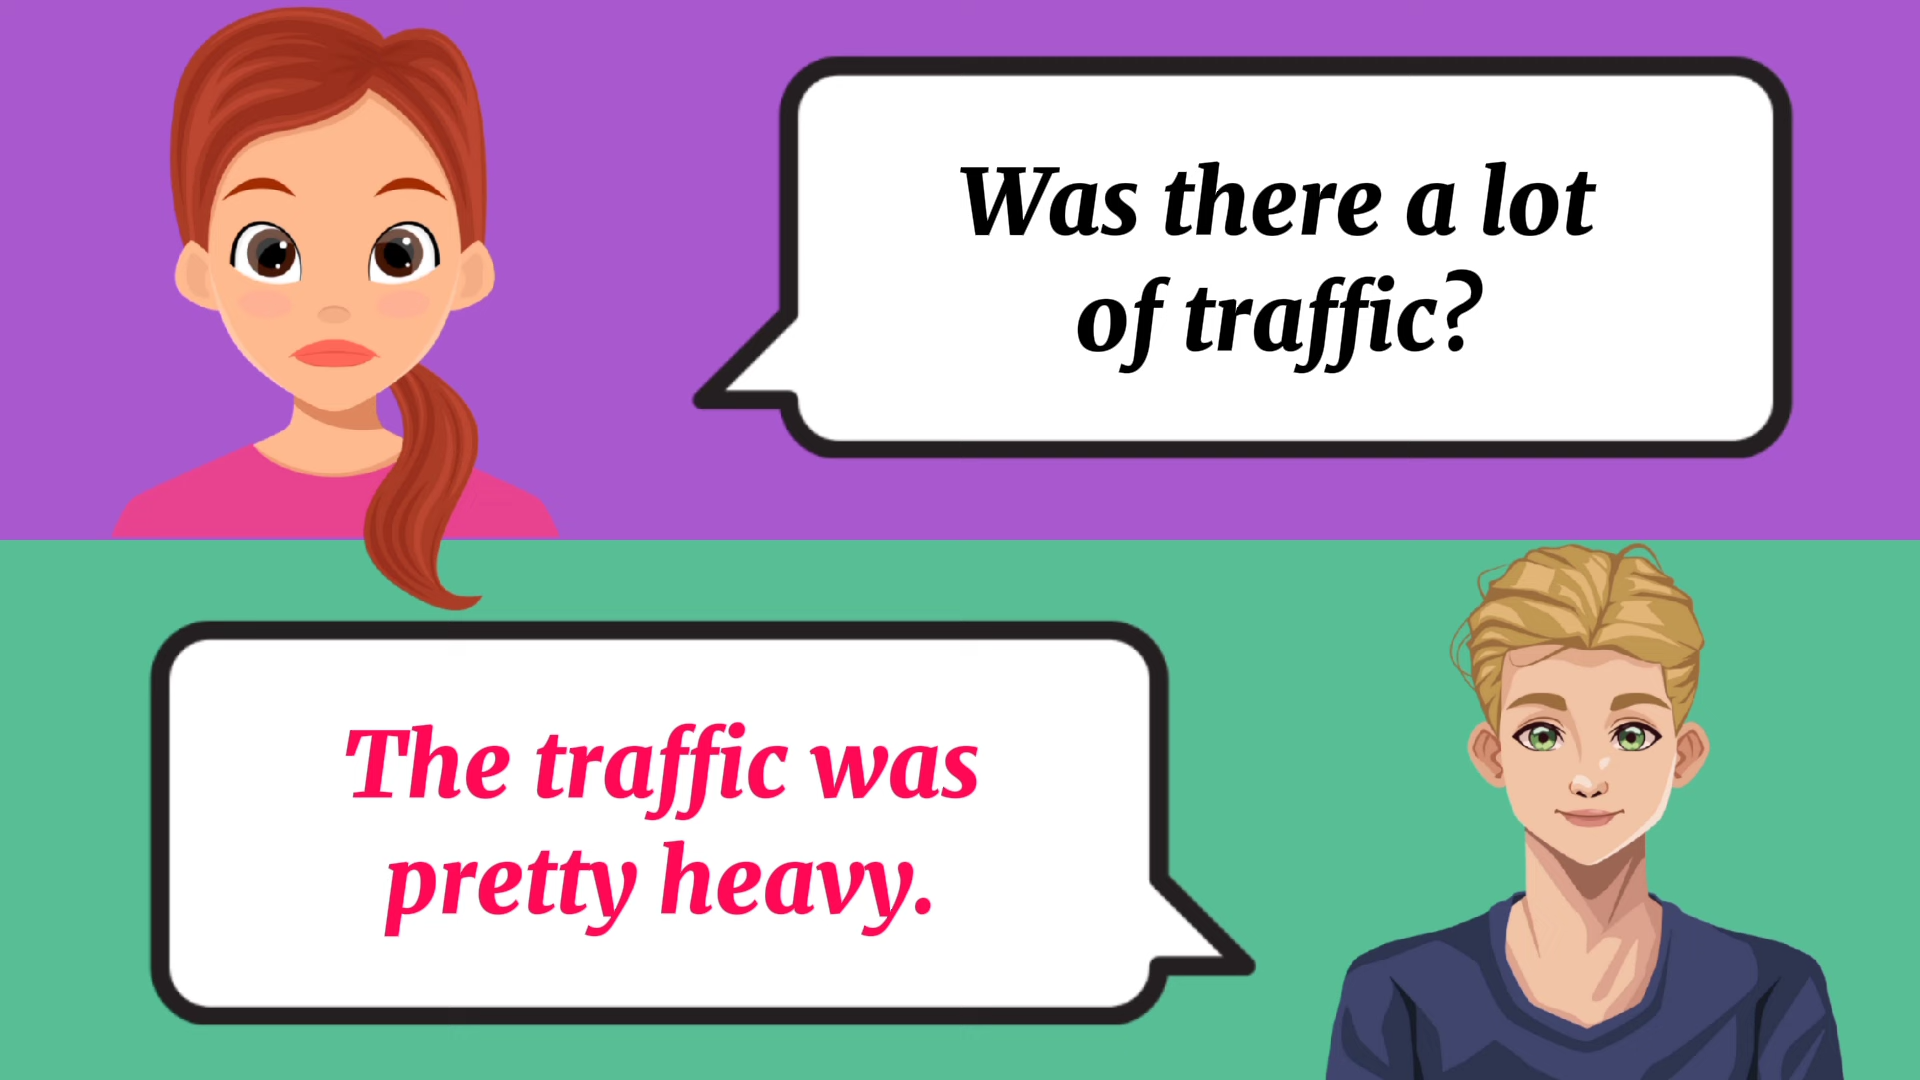 Was there a lot
of traffic?
The traffic was
pretty heavy.